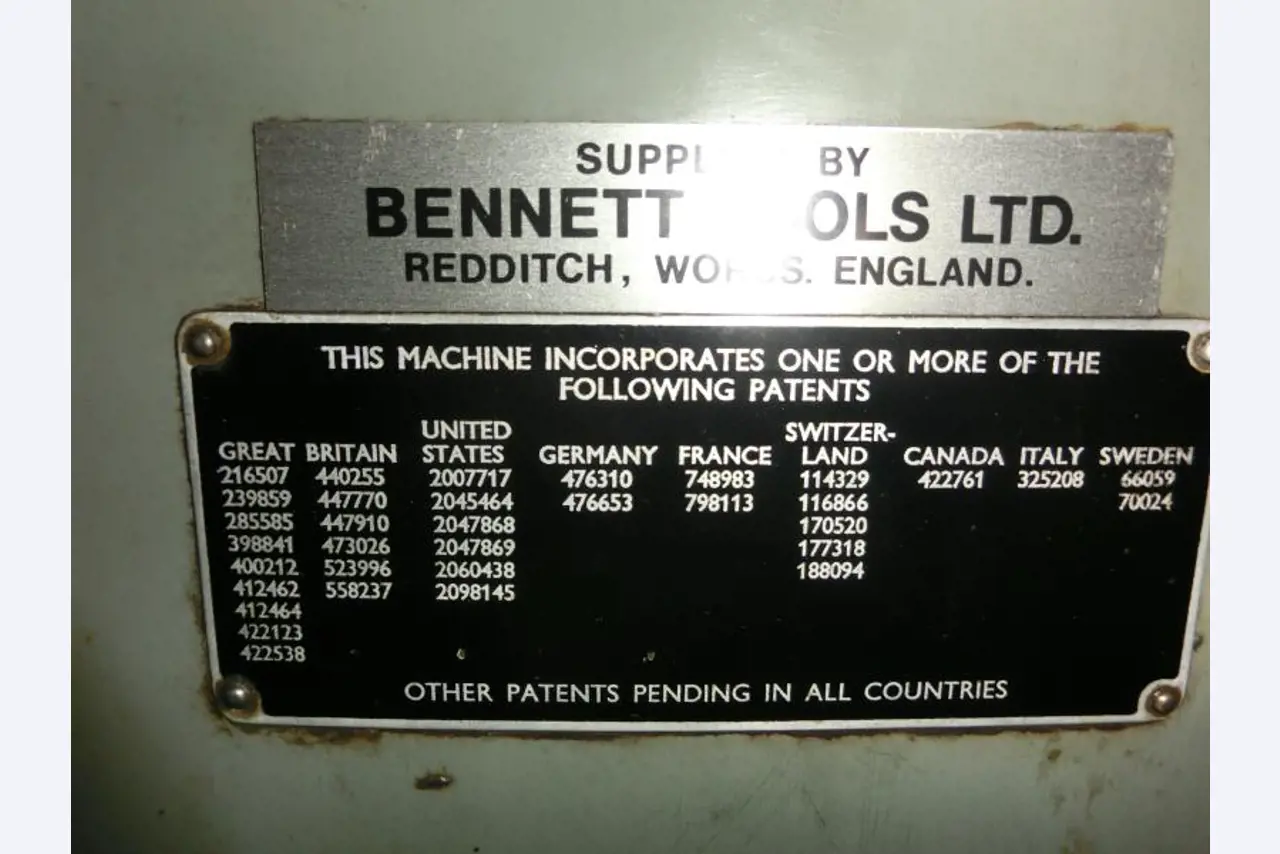 SUPPLIED BY
BENNETT TOOLS LTD.
REDDITCH, WORCS. ENGLAND.
THIS MACHINE INCORPORATES ONE OR MORE OF THE
FOLLOWING PATENTS
UNITED SWITZER-
GREAT BRITAIN STATES GERMANY FRANCE LAND CANADA ITALY SWEDEN
216507 440255 2007717 476310 748983 114329 422761 325208 66059
239859 447770 2045464 476653 798113 116866 70024
285585 447910 2047868 170520
398841 473026 2047869 177318
400212 523996 2060438 188094
412462 558237 2098145
412464
422123
422538
OTHER PATENTS PENDING IN ALL COUNTRIES